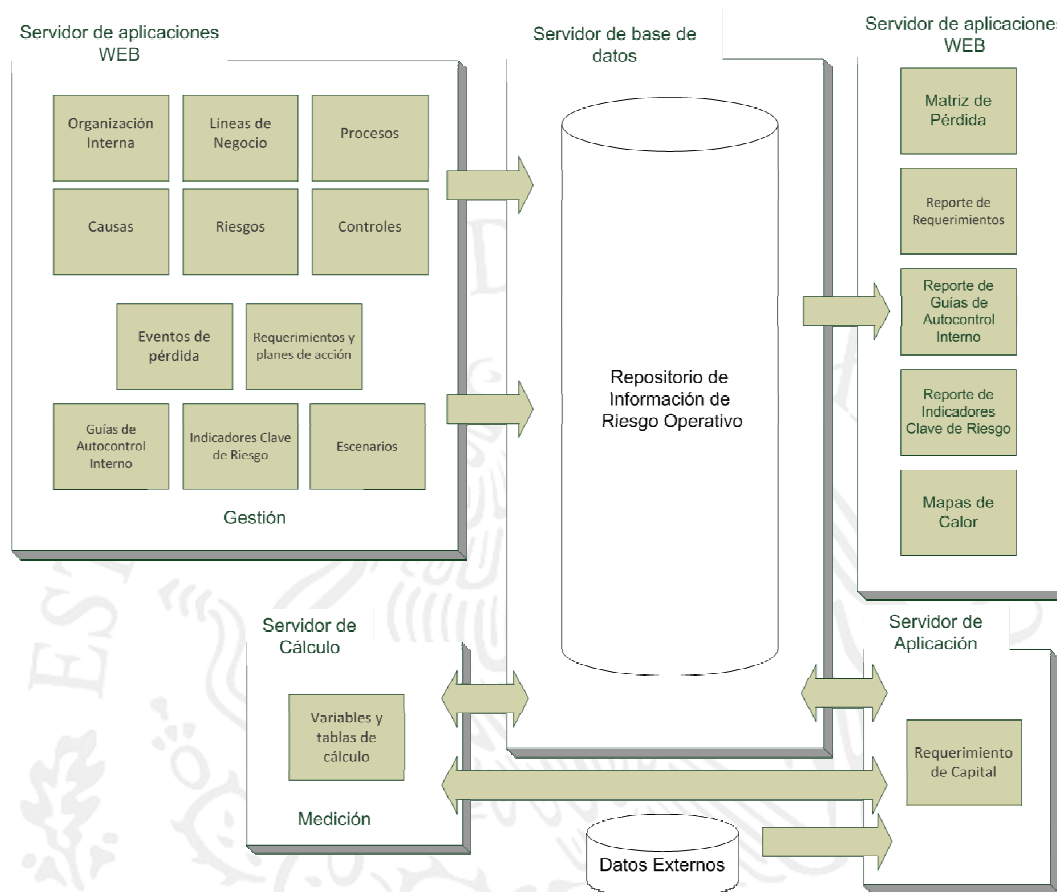 Servidor de aplicaciones
WEB
Organización
Interna
Líneas de
Negocio
Procesos
Causas
Riesgos
Controles
Eventos de
pérdida
Requerimientos y
planes de acción
Guías de
Autocontrol
Interno
Indicadores Clave
de Riesgo
Escenarios
Gestión
Servidor de base de
datos
Repositorio de
Información de
Riesgo Operativo
Servidor de aplicaciones
WEB
Matriz de
Pérdida
Reporte de
Requerimientos
Reporte de
Guías de
Autocontrol
Interno
Reporte de
Indicadores
Clave de Riesgo
Mapas de
Calor
Servidor de
Cálculo
Variables y
tablas de
cálculo
Medición
Servidor de
Aplicación
Requerimiento
de Capital
Datos Externos